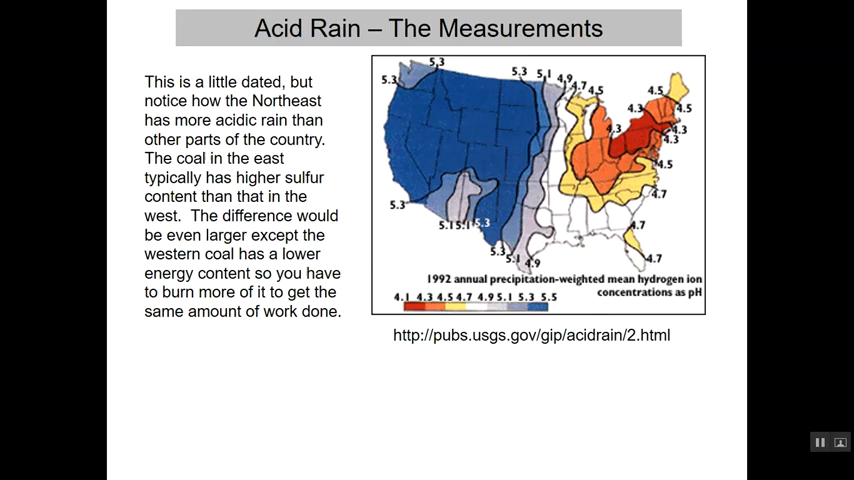 Acid Rain – The Measurements
This is a little dated, but
notice how the Northeast
has more acidic rain than
other parts of the country.
The coal in the east
typically has higher sulfur
content than that in the
west.  The difference would
be even larger except the
western coal has a lower
energy content so you have
to burn more of it to get the
same amount of work done.
5.3
5.3
5.3
5.1
4.9
4.7
4.5
4.5
4.5
4.3
4.3
4.3
4.3
4.5
4.7
4.7
4.7
5.3
5.1
5.1
5.3
5.3
5.1
4.9
1992 annual precipitation-weighted mean hydrogen ion
concentrations as pH
4.1 4.3 4.5 4.7 4.9 5.1 5.3 5.5
http://pubs.usgs.gov/gip/acidrain/2.html